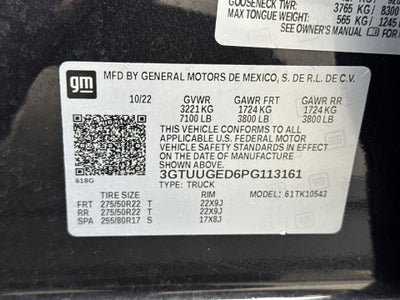 GOOSENECK TWR:
3765 KG / 8300
MAX TONGUE WEIGHT:
565 KG / 1245
SEE OWNER'S MANUAL FOR
gm
MFD BY GENERAL MOTORS DE MEXICO, S. DE R.L. DE C.V.
10/22 GVWR GAWR FRT GAWR RR
3221 KG 1724 KG 1724 KG
7100 LB 3800 LB 3800 LB
THIS VEHICLE CONFORMS TO ALL
APPLICABLE U.S. FEDERAL MOTOR
VEHICLE SAFETY STANDARDS IN EFFECT
ON THE DATE OF MANUFACTURE
SHOWN ABOVE.
3GTUUGED6PG113161
618G TYPE: TRUCK MODEL: 61TK10543
TIRE SIZE RIM
FRT 275/50R22 T 22X9J
RR 275/50R22 T 22X9J
SPA 255/80R17 S 17X8J